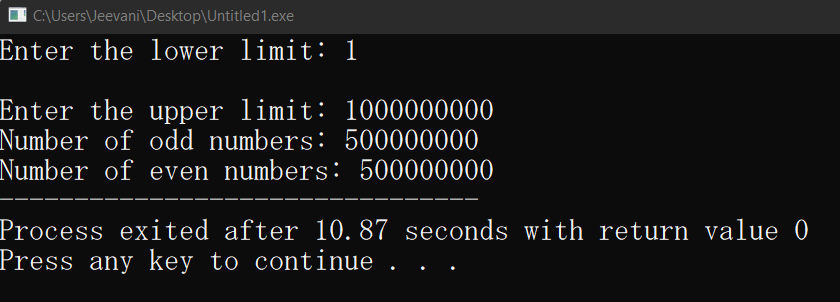 C:\Users\Jeevani\Desktop\Untitled1.exe
Enter the lower limit: 1
Enter the upper limit: 1000000000
Number of odd numbers: 500000000
Number of even numbers: 500000000
--------------------------------
Process exited after 10.87 seconds with return value 0
Press any key to continue . . .